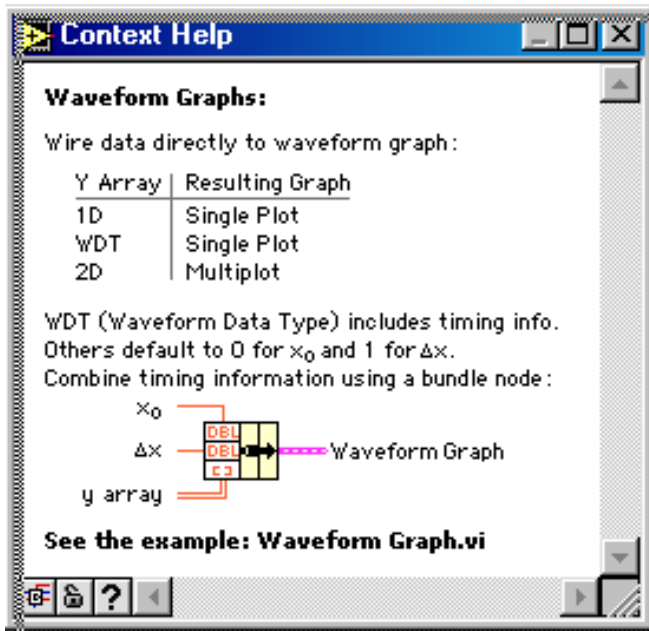 Context Help
Waveform Graphs:
Wire data directly to waveform graph:
Y Array | Resulting Graph
1D Single Plot
WDT Single Plot
2D Multiplot
WDT (Waveform Data Type) includes timing info.
Others default to 0 for x₀ and 1 for Δx.
Combine timing information using a bundle node:
x₀
DBL
Δx DBL Waveform Graph
[ ]
y array
See the example: Waveform Graph.vi
?